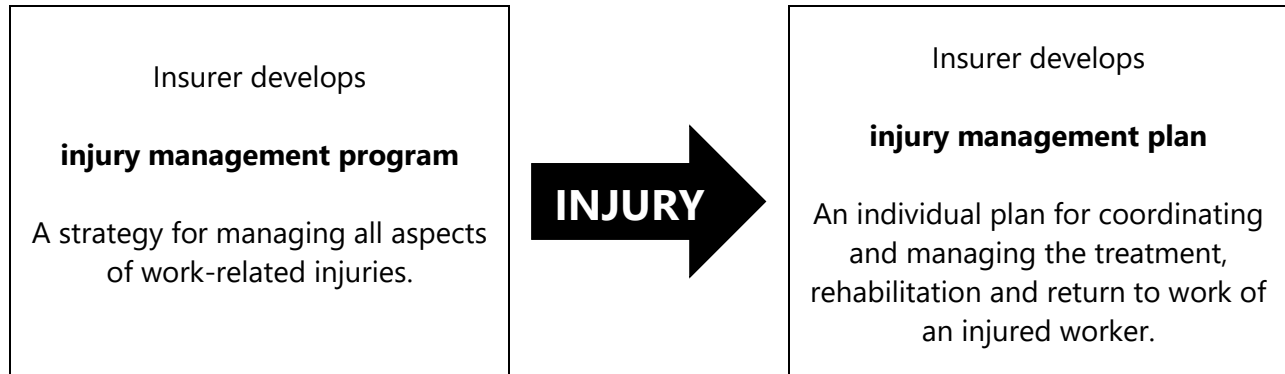 Insurer develops
injury management program
A strategy for managing all aspects
of work-related injuries.
INJURY
Insurer develops
injury management plan
An individual plan for coordinating
and managing the treatment,
rehabilitation and return to work of
an injured worker.